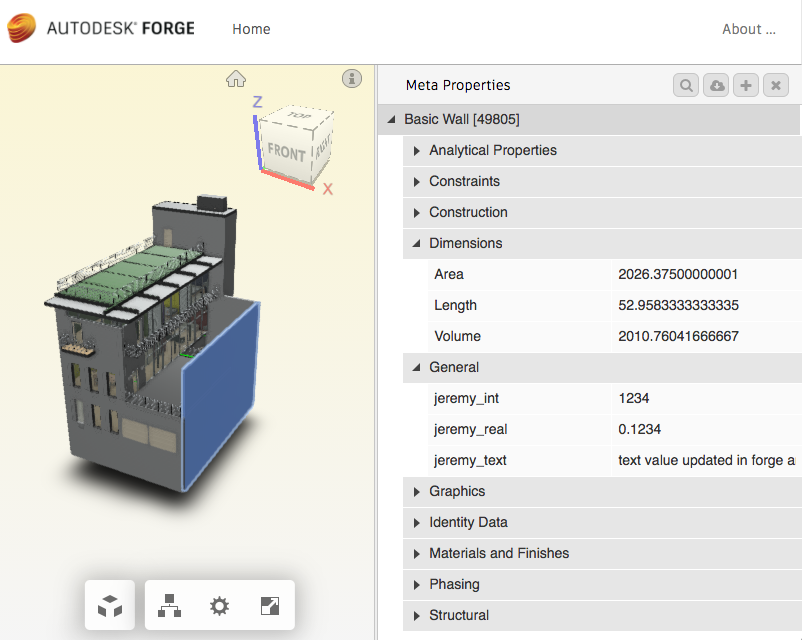 AUTODESK® FORGE
Home
About ...
Z
TOP
FRONT
RIGHT
X
Meta Properties
Basic Wall [49805]
Analytical Properties
Constraints
Construction
Dimensions
Area 2026.37500000001
Length 52.9583333333335
Volume 2010.76041666667
General
jeremy_int 1234
jeremy_real 0.1234
jeremy_text text value updated in forge a
Graphics
Identity Data
Materials and Finishes
Phasing
Structural